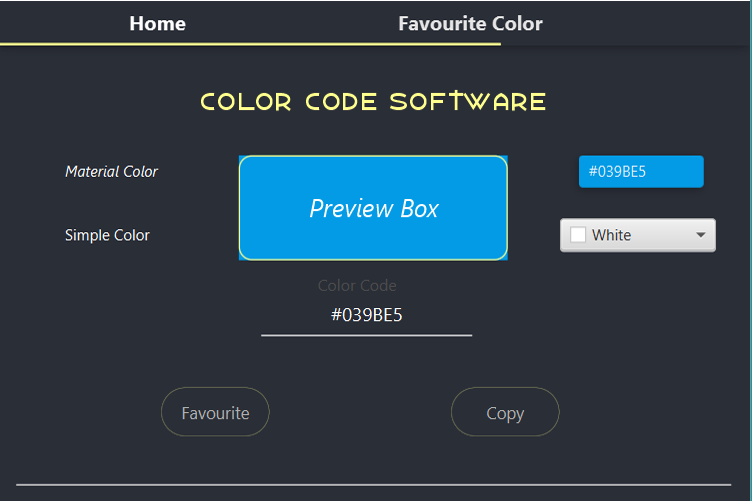 Home
Favourite Color
COLOR CODE SOFTWARE
Material Color
Preview Box
#039BE5
Simple Color
White
Color Code
#039BE5
Favourite
Copy